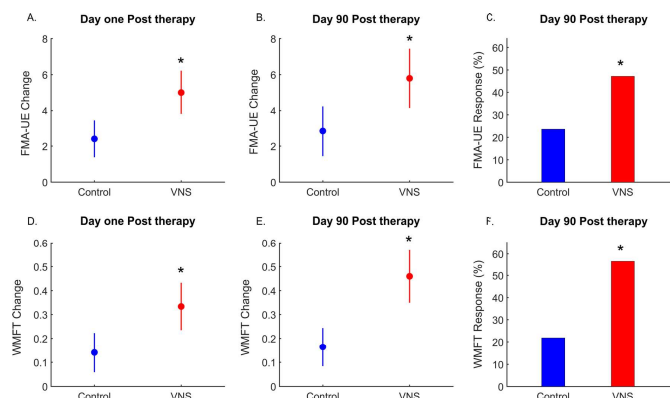 A. Day one Post therapy
FMA-UE Change
8
6
4
2
0
*
Control VNS
B. Day 90 Post therapy
FMA-UE Change
8
6
4
2
0
*
Control VNS
C. Day 90 Post therapy
FMA-UE Response (%)
60
50
40
30
20
10
0
*
Control VNS
D. Day one Post therapy
WMFT Change
0.6
0.5
0.4
0.3
0.2
0.1
0
*
Control VNS
E. Day 90 Post therapy
WMFT Change
0.6
0.5
0.4
0.3
0.2
0.1
0
*
Control VNS
F. Day 90 Post therapy
WMFT Response (%)
60
50
40
30
20
10
0
*
Control VNS